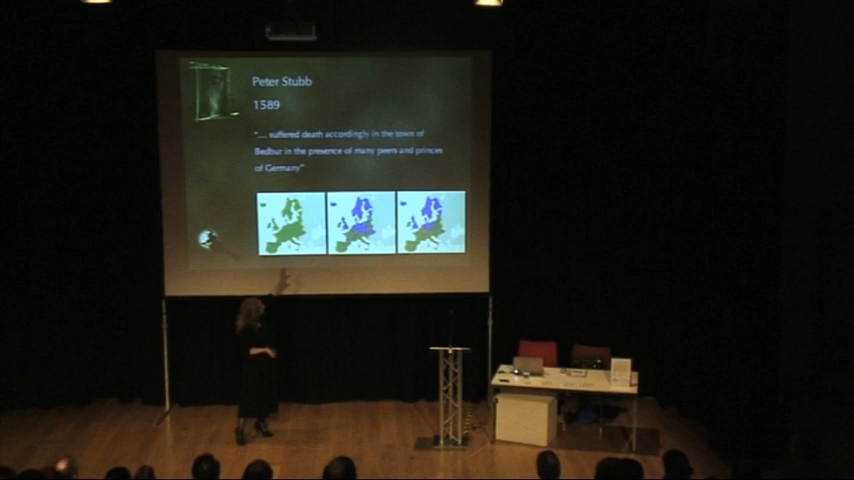 Peter Stubb
1589
"... suffered death accordingly in the town of
Bedbur in the presence of many peers and princes
of Germany"